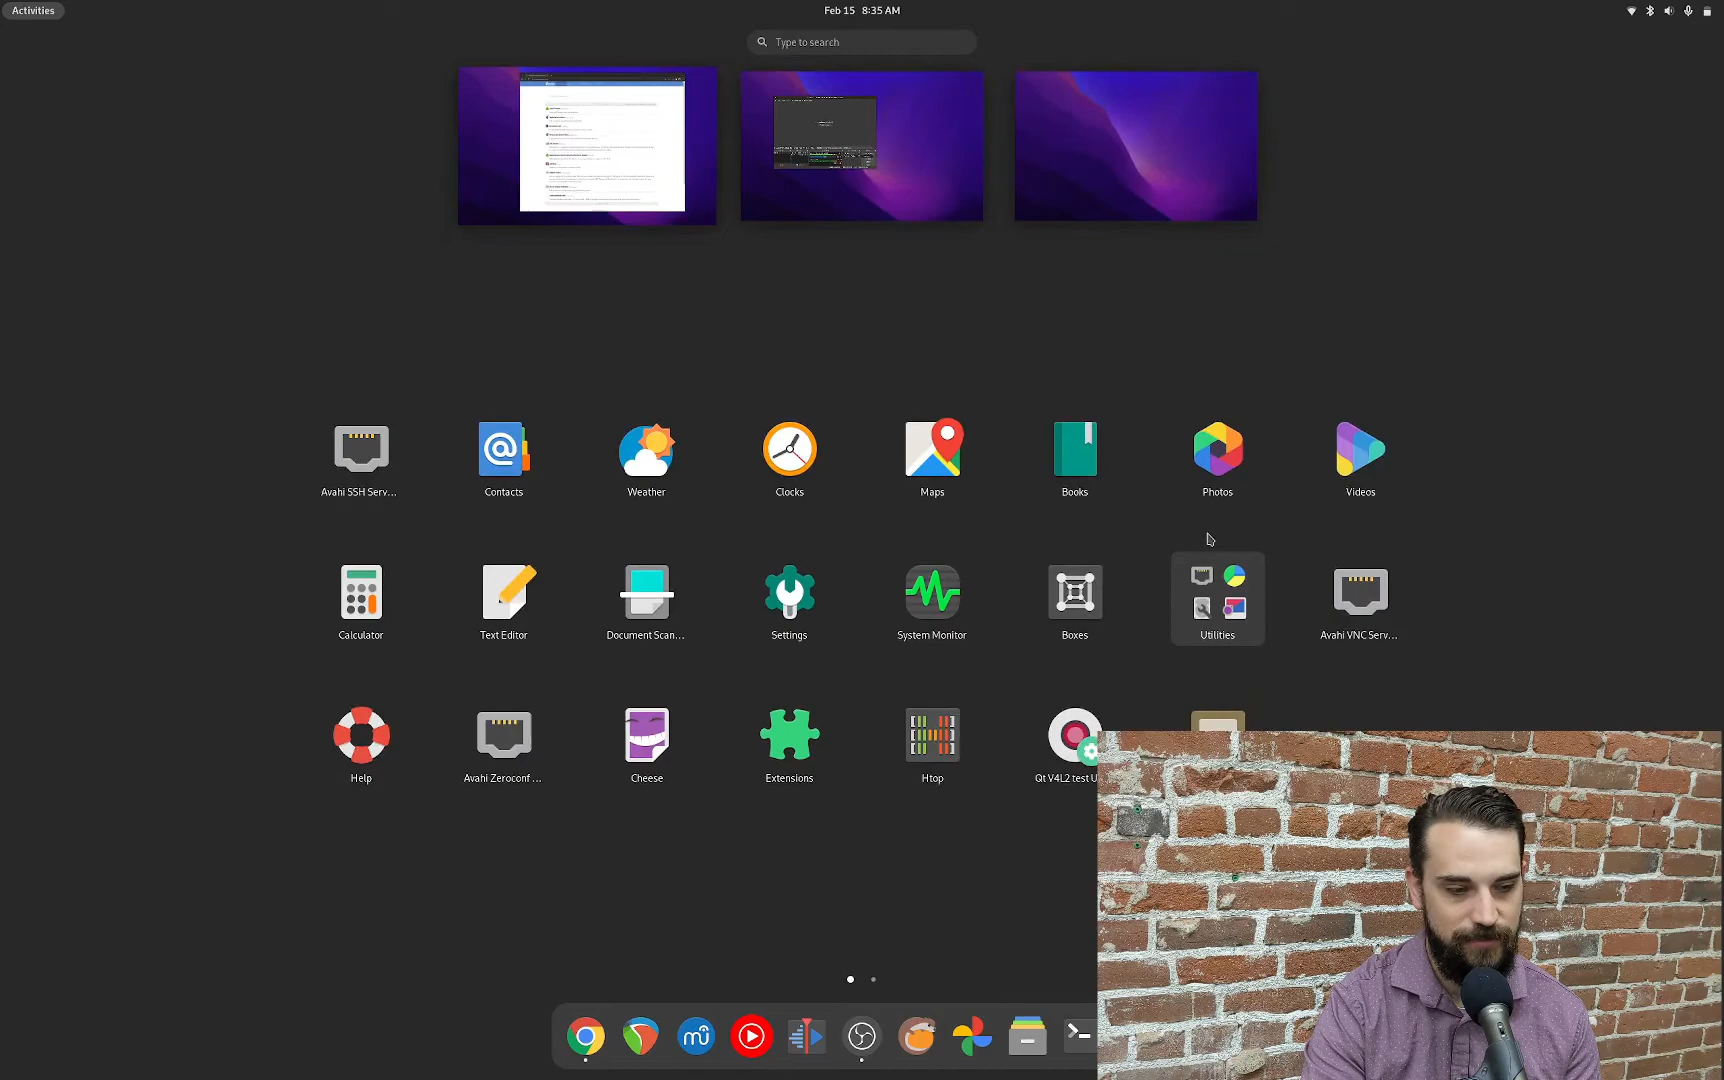 Activities
Feb 15 8:35 AM
Type to search
Avahi SSH Serv...
Contacts
Weather
Clocks
Maps
Books
Photos
Videos
Calculator
Text Editor
Document Scan...
Settings
System Monitor
Boxes
Utilities
Avahi VNC Serv...
Help
Avahi Zeroconf ...
Cheese
Extensions
Htop
Qt V4L2 test U